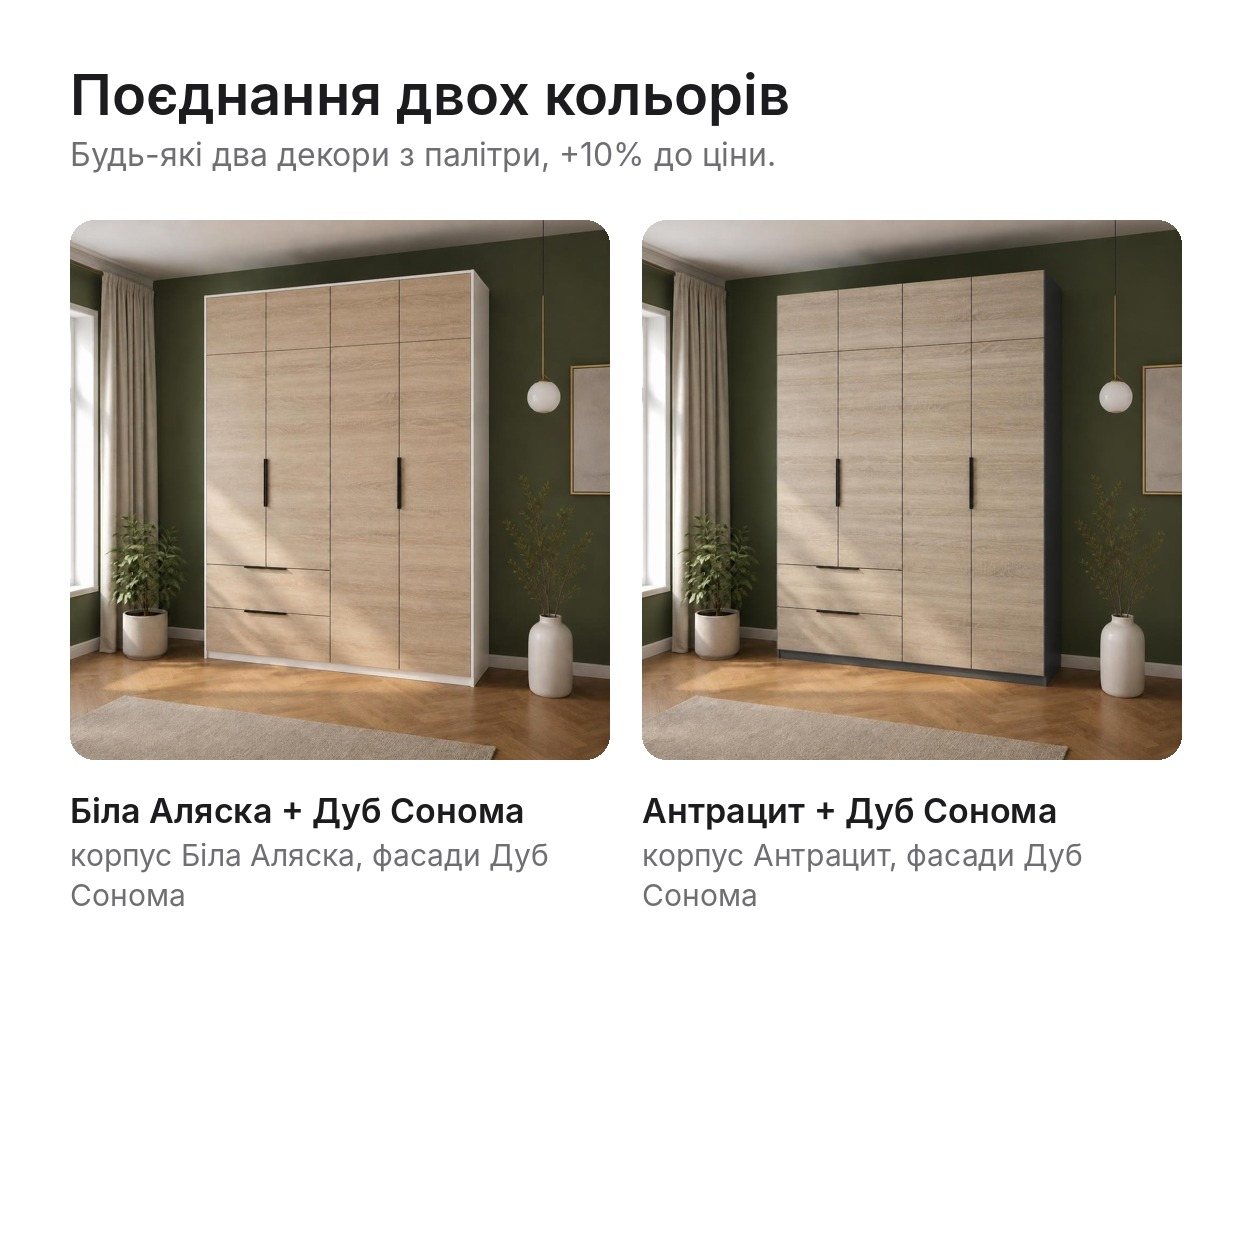 Поєднання двох кольорів
Будь-які два декори з палітри, +10% до ціни.
Біла Аляска + Дуб Сонома
корпус Біла Аляска, фасади Дуб
Сонома
Антрацит + Дуб Сонома
корпус Антрацит, фасади Дуб
Сонома